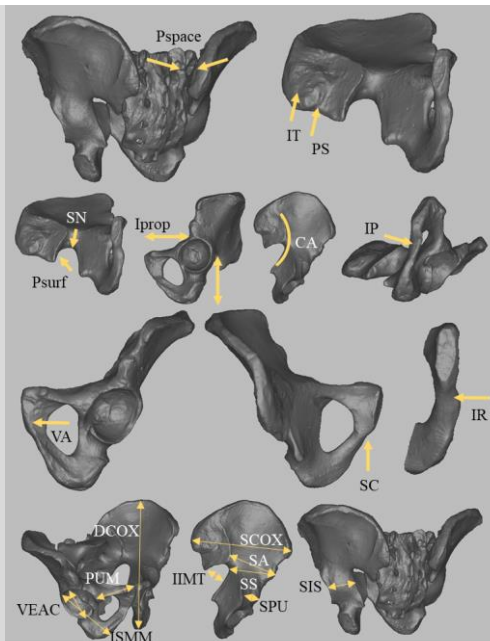 Pspace
IT
PS
SN
Psurf
Iprop
CA
IP
VA
SC
IR
DCOX
PUM
VEAC
ISMM
SCOX
SA
IIMT
SS
SPU
SIS